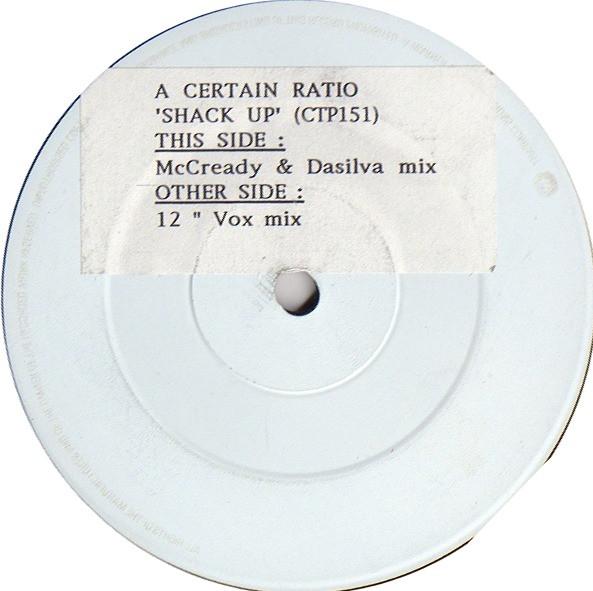 A CERTAIN RATIO
'SHACK UP' (CTP151)
THIS SIDE :
McCready & Dasilva mix
OTHER SIDE :
12 " Vox mix